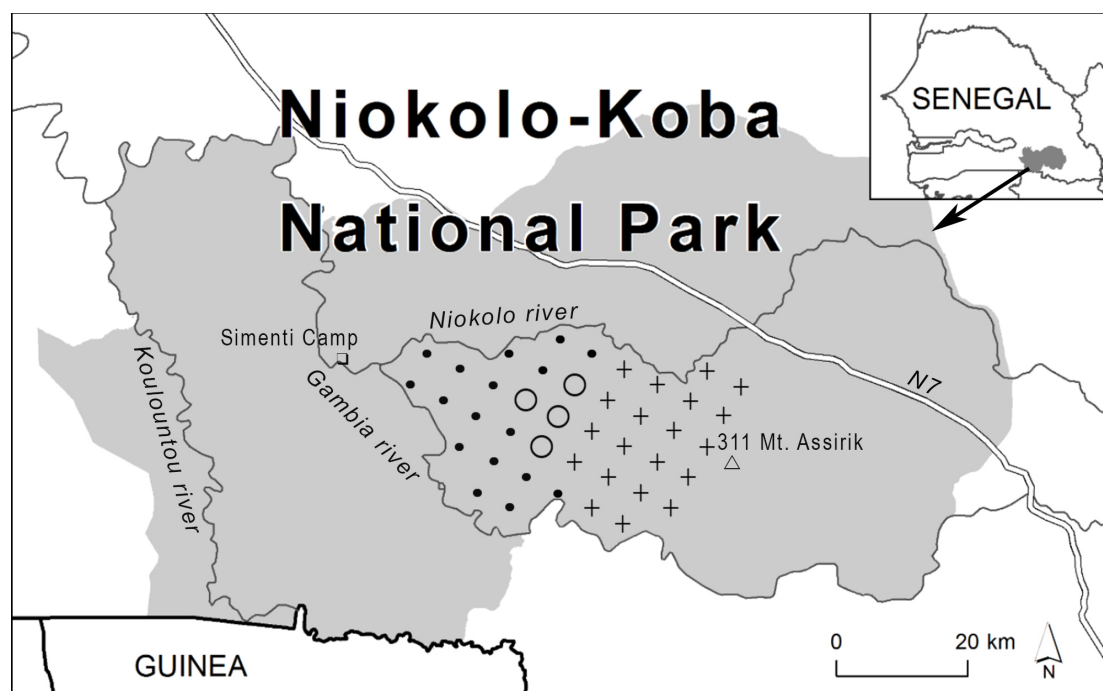 Niokolo-Koba
National Park
SENEGAL
Niokolo river
Simenti Camp
Gambia river
Koulountou river
N7
311 Mt. Assirik
0 20 km
N
GUINEA